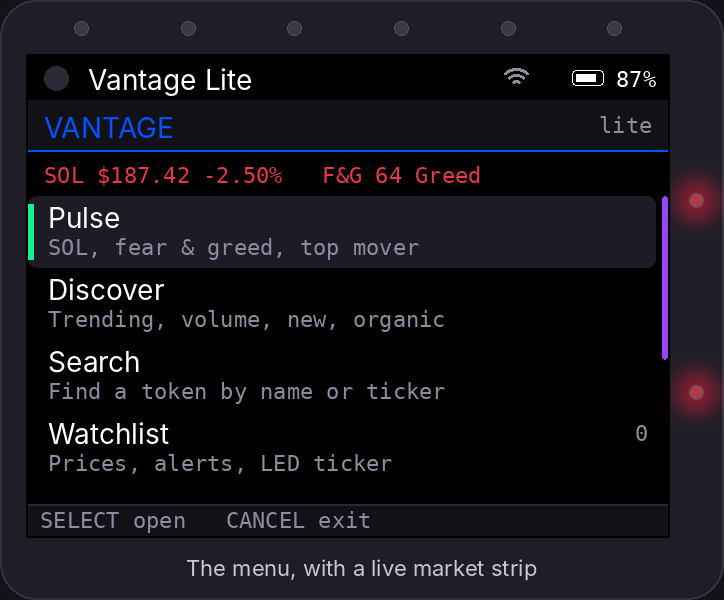 Vantage Lite 87%
VANTAGE lite
SOL $187.42 -2.50% F&G 64 Greed
Pulse
SOL, fear & greed, top mover
Discover
Trending, volume, new, organic
Search
Find a token by name or ticker
Watchlist 0
Prices, alerts, LED ticker
SELECT open CANCEL exit
The menu, with a live market strip